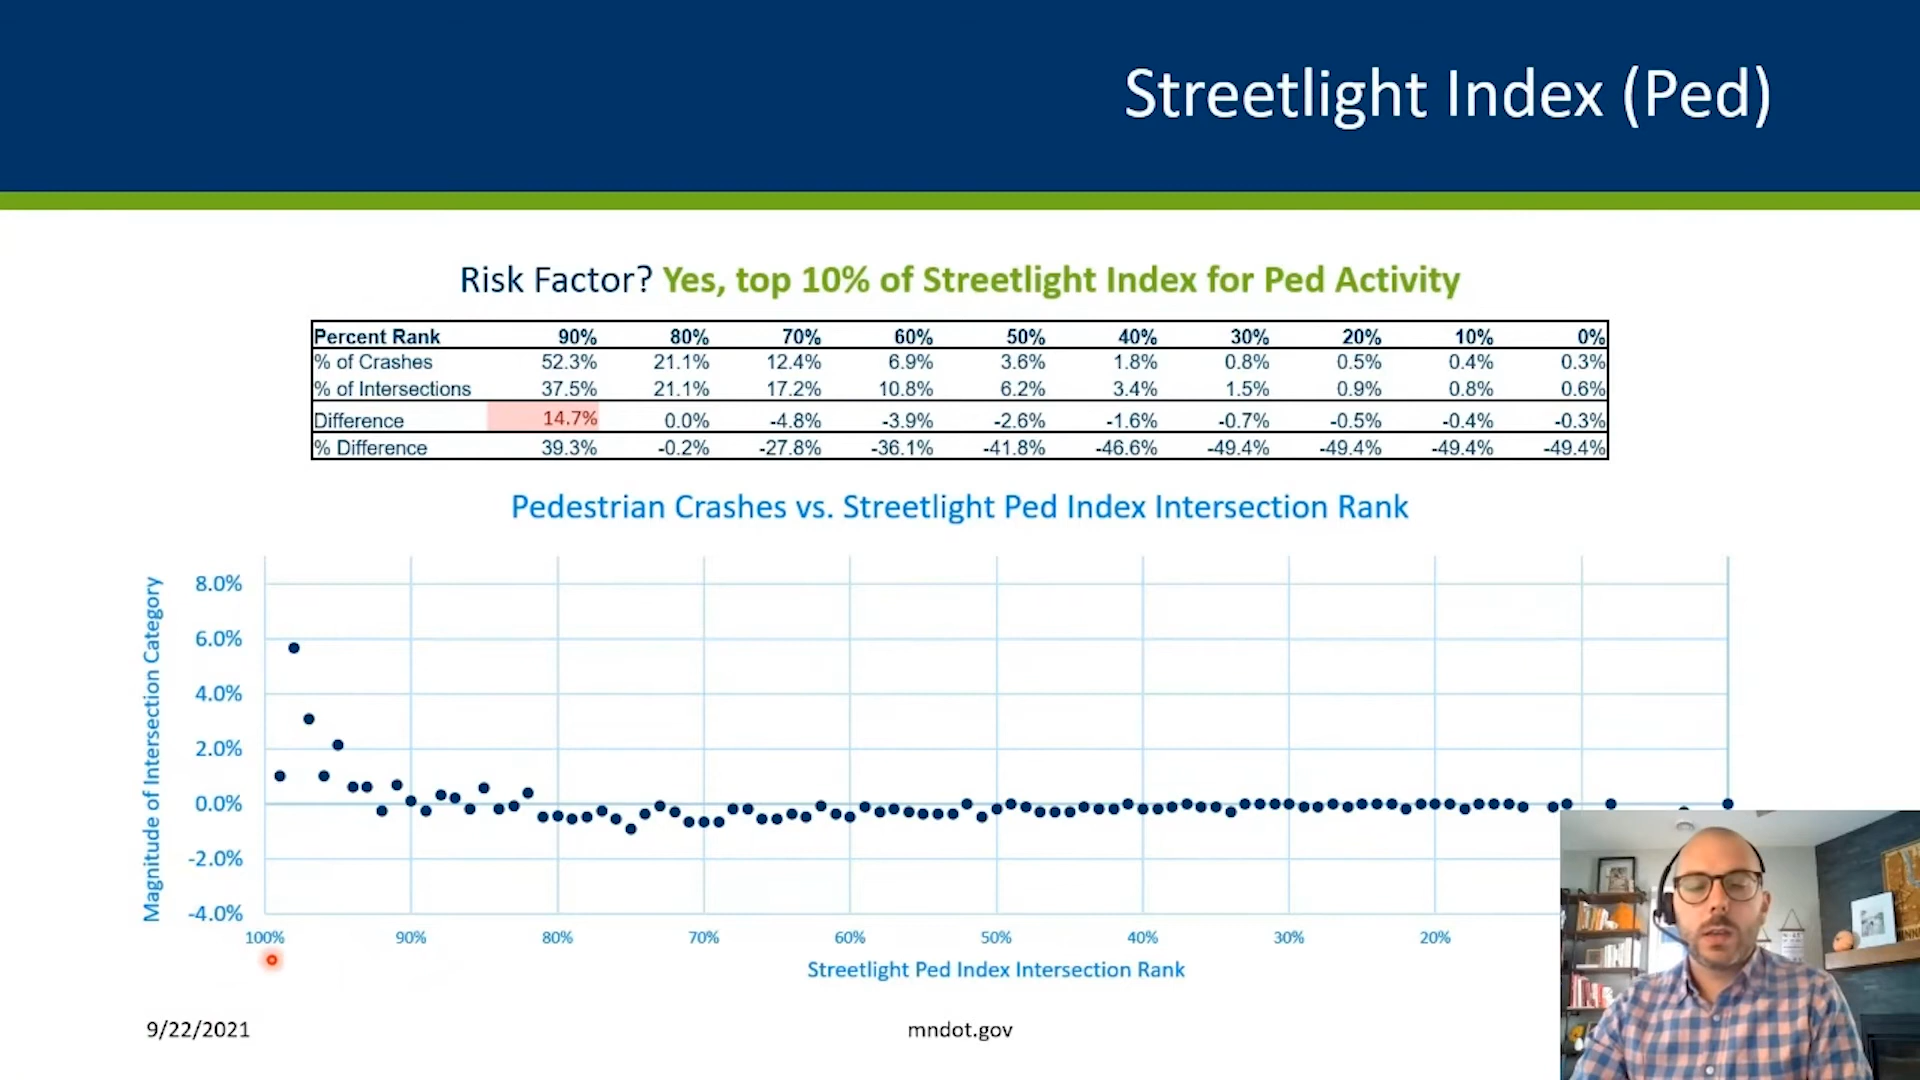 Streetlight Index (Ped)
Risk Factor? Yes, top 10% of Streetlight Index for Ped Activity
Percent Rank 90% 80% 70% 60% 50% 40% 30% 20% 10% 0%
% of Crashes 52.3% 21.1% 12.4% 6.9% 3.6% 1.8% 0.8% 0.5% 0.4% 0.3%
% of Intersections 37.5% 21.1% 17.2% 10.8% 6.2% 3.4% 1.5% 0.9% 0.8% 0.6%
Difference 14.7% 0.0% -4.8% -3.9% -2.6% -1.6% -0.7% -0.5% -0.4% -0.3%
% Difference 39.3% -0.2% -27.8% -36.1% -41.8% -46.6% -49.4% -49.4% -49.4% -49.4%
Pedestrian Crashes vs. Streetlight Ped Index Intersection Rank
Magnitude of Intersection Category
8.0%
6.0%
4.0%
2.0%
0.0%
-2.0%
-4.0%
100% 90% 80% 70% 60% 50% 40% 30% 20%
Streetlight Ped Index Intersection Rank
9/22/2021
mndot.gov